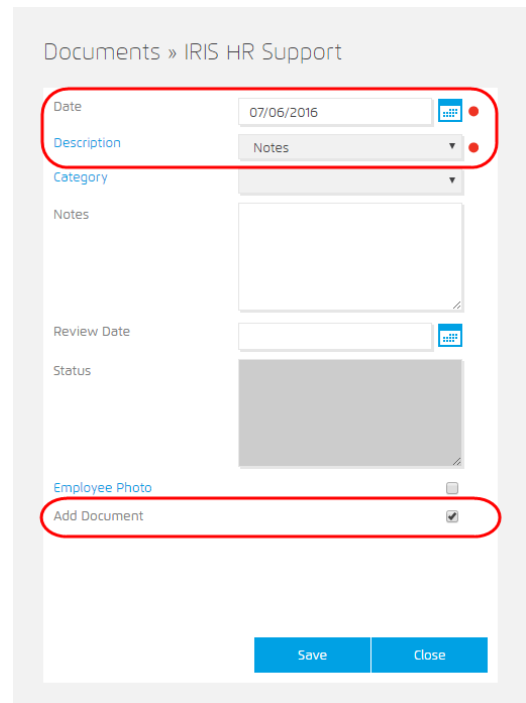 Documents » IRIS HR Support
Date 07/06/2016
Description Notes
Category
Notes
Review Date
Status
Employee Photo
Add Document
Save Close